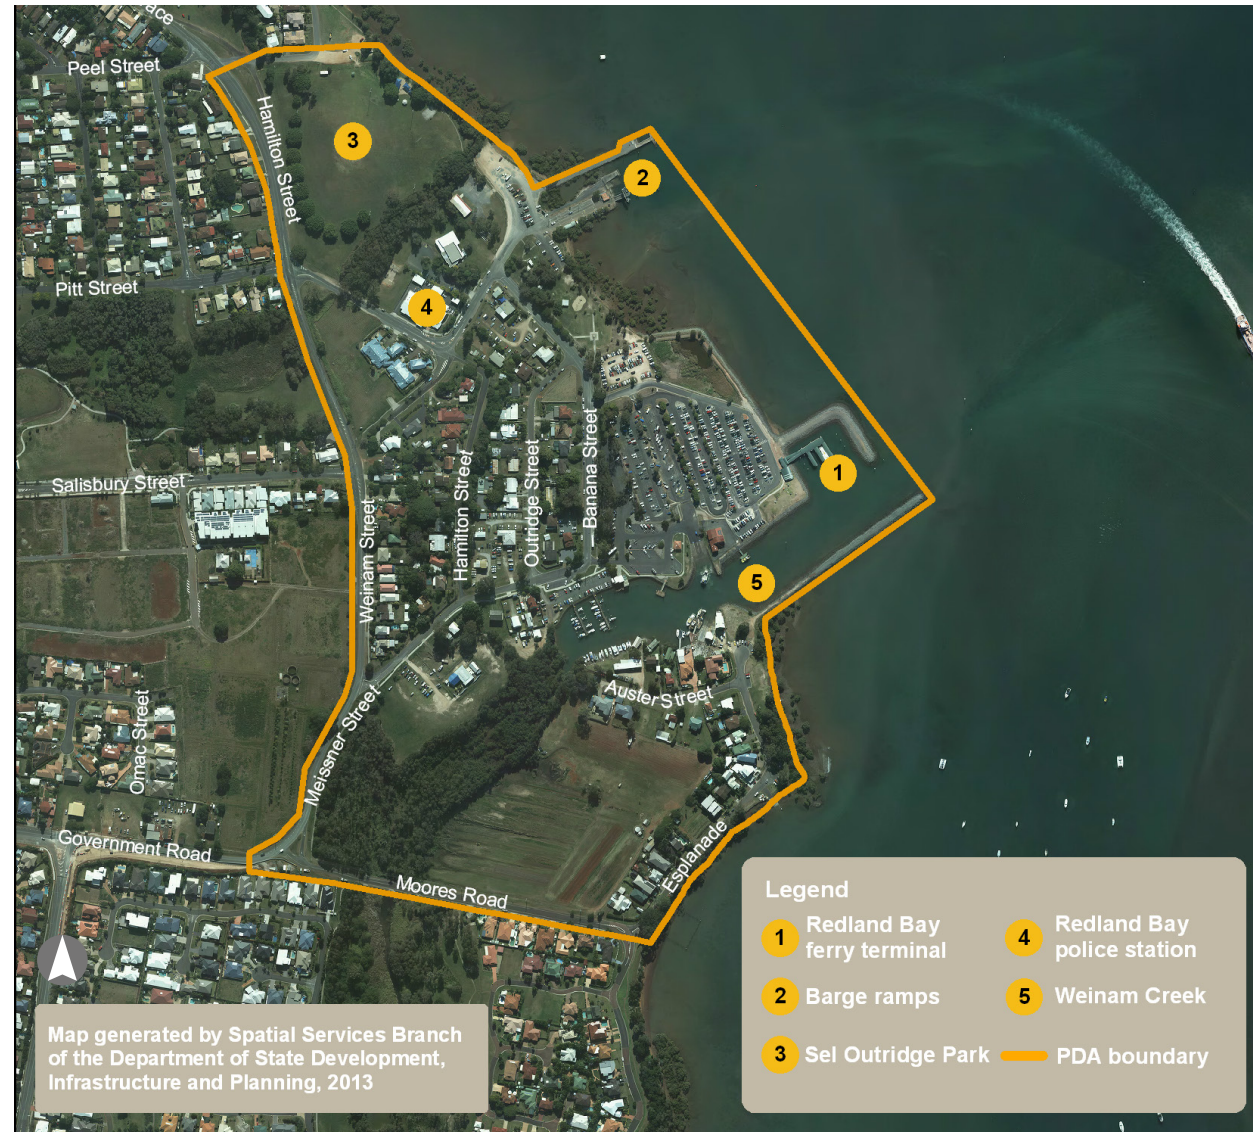 ace
Peel Street
Hamilton Street
3
2
Pitt Street
4
Salisbury Street
Weinam Street
Hamilton Street
Outridge Street
Banana Street
1
5
Auster Street
Omac Street
Meissner Street
Government Road
Moores Road
Esplanade
Legend
1 Redland Bay
ferry terminal
2 Barge ramps
3 Sel Outridge Park
4 Redland Bay
police station
5 Weinam Creek
PDA boundary
Map generated by Spatial Services Branch
of the Department of State Development,
Infrastructure and Planning, 2013